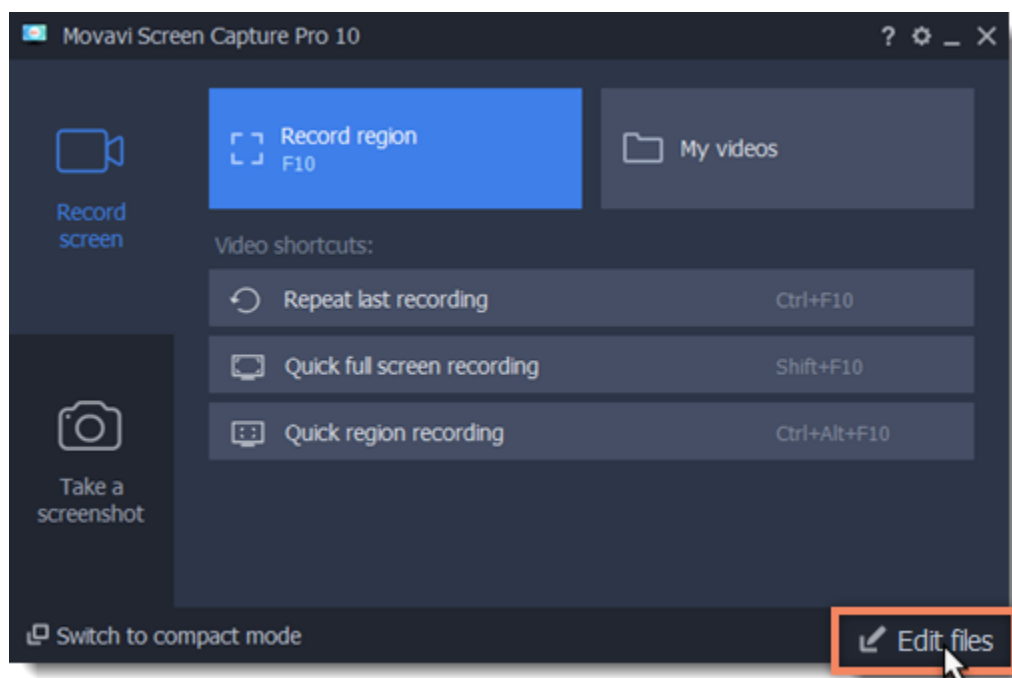 Movavi Screen Capture Pro 10
?
Record region
F10
My videos
Record
screen
Video shortcuts:
Repeat last recording Ctrl+F10
Quick full screen recording Shift+F10
Quick region recording Ctrl+Alt+F10
Take a
screenshot
Switch to compact mode
Edit files